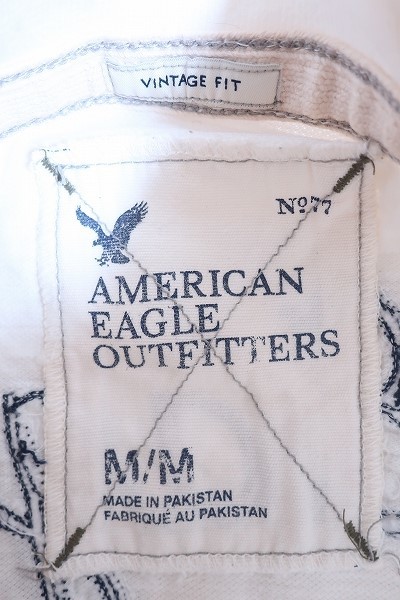 VINTAGE FIT
Nº77
AMERICAN
EAGLE
OUTFITTERS
M/M
MADE IN PAKISTAN
FABRIQUÉ AU PAKISTAN